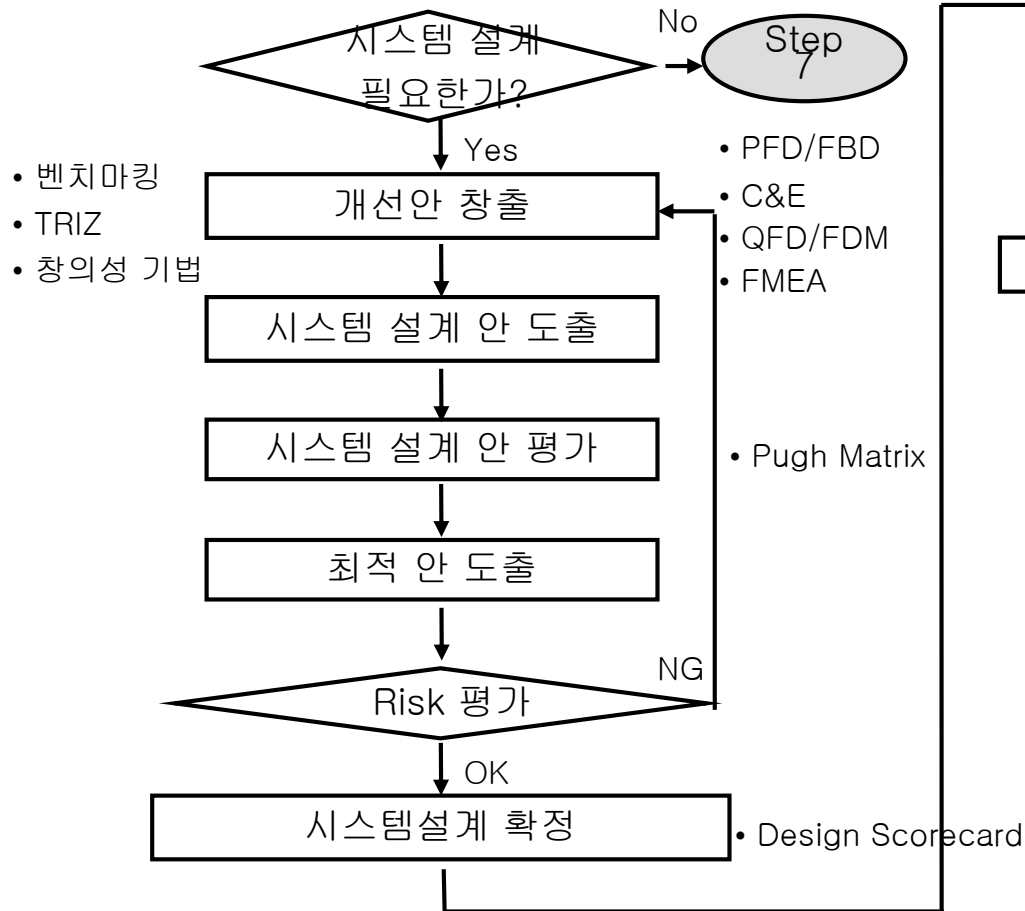 시스템 설계
필요한가?
No
Step
7
Yes
• 벤치마킹
• TRIZ
• 창의성 기법
개선안 창출
• PFD/FBD
• C&E
• QFD/FDM
• FMEA
시스템 설계 안 도출
시스템 설계 안 평가
• Pugh Matrix
최적 안 도출
Risk 평가
NG
OK
시스템설계 확정
• Design Scorecard